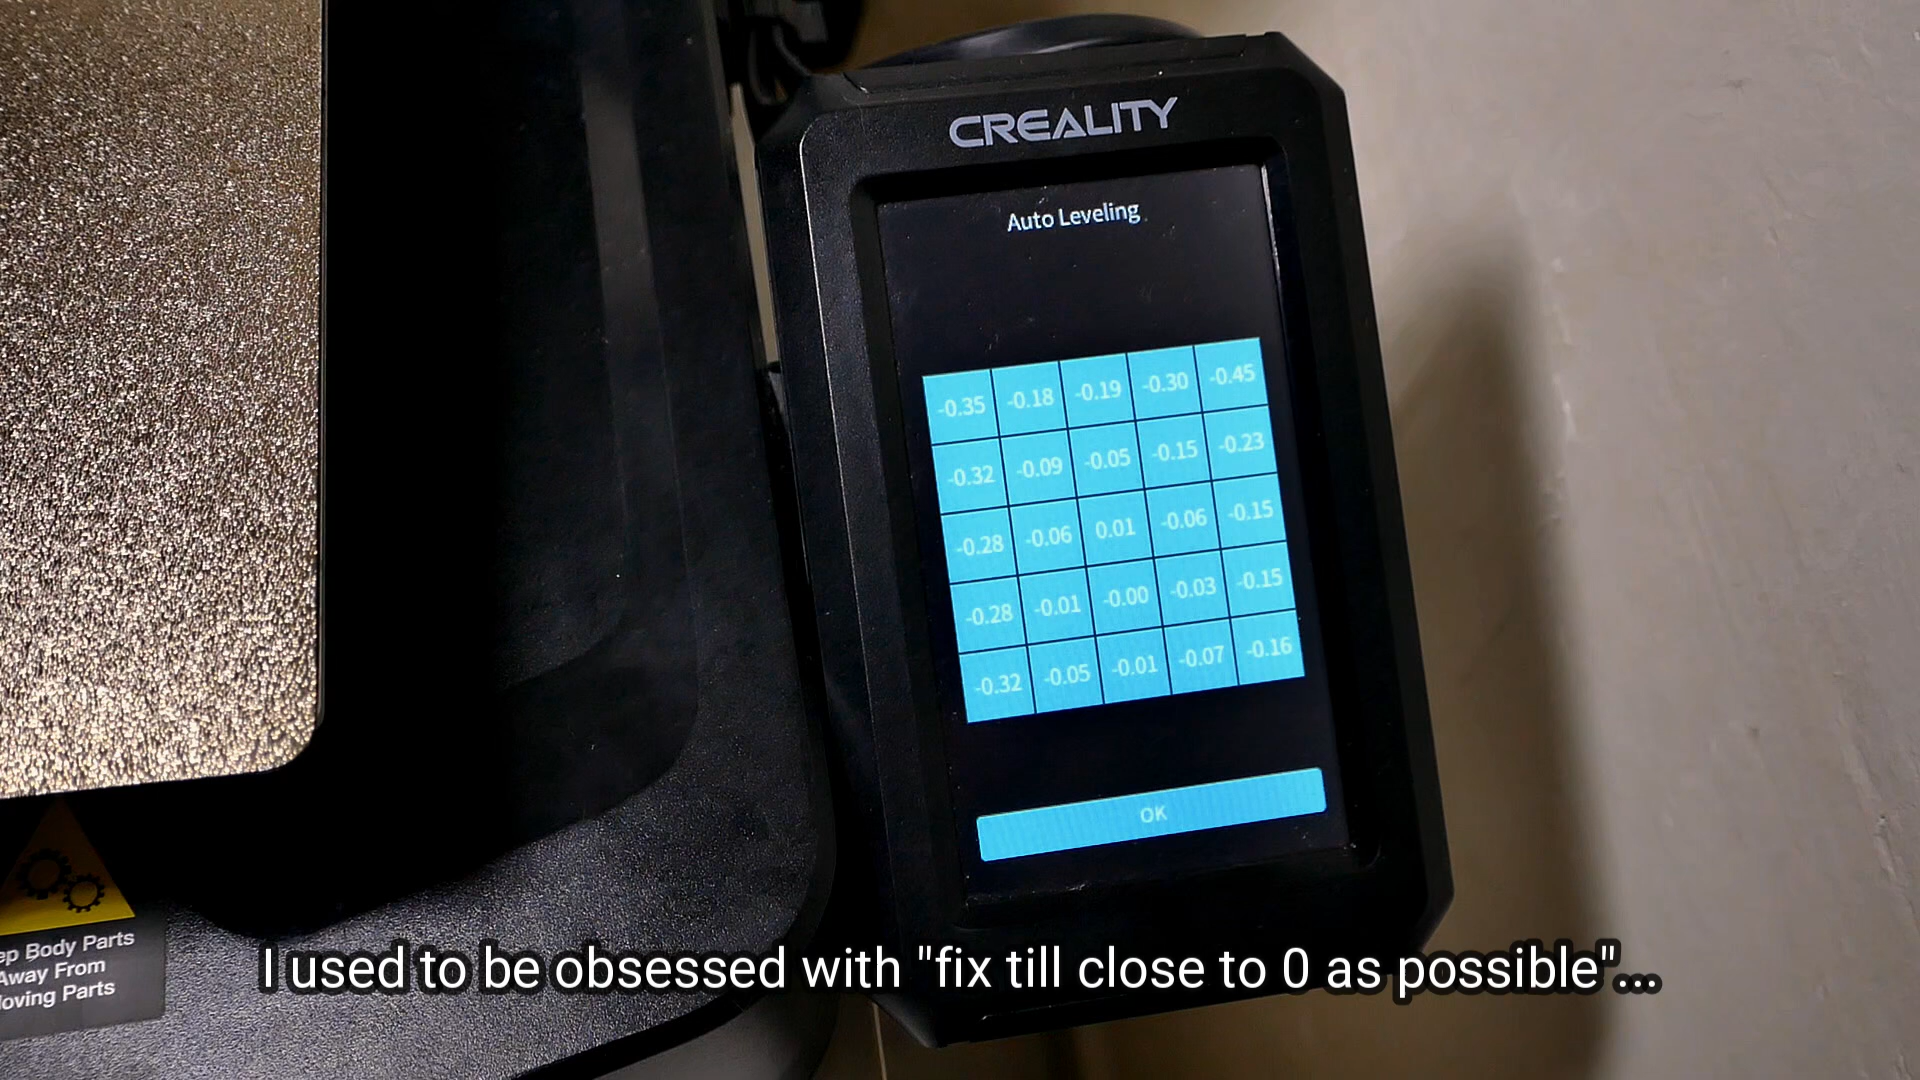 CREALITY
Auto Leveling
-0.35 -0.18 -0.19 -0.30 -0.45
-0.32 -0.09 -0.05 -0.15 -0.23
-0.28 -0.06 0.01 -0.06 -0.15
-0.28 -0.01 -0.00 -0.03 -0.15
-0.32 -0.05 -0.01 -0.07 -0.16
OK
ep Body Parts
Away From
oving Parts
I used to be obsessed with "fix till close to 0 as possible"...